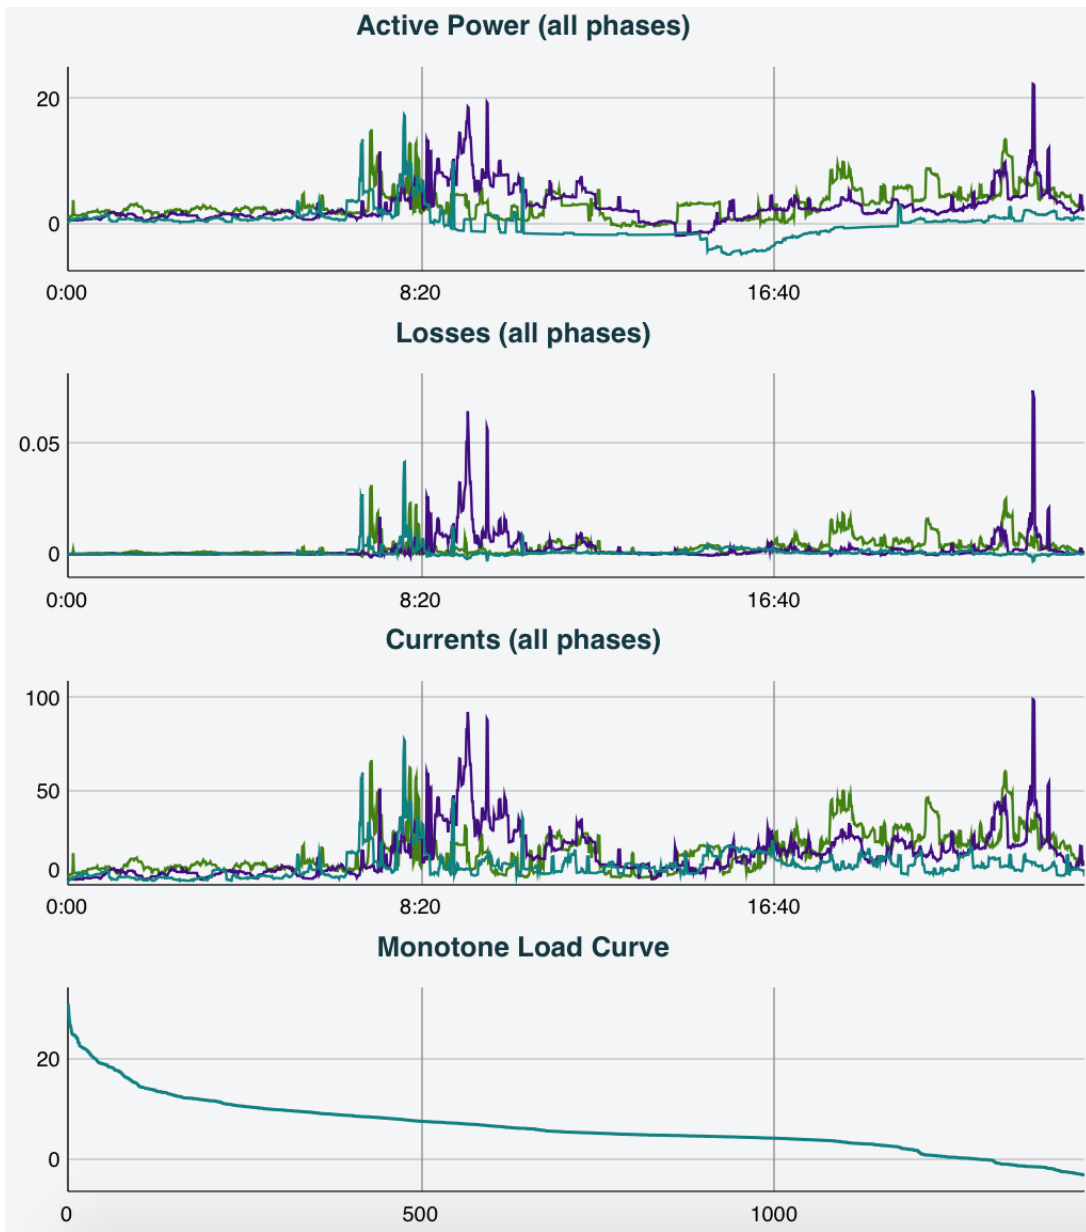 Active Power (all phases)
20
0
0:00 8:20 16:40
Losses (all phases)
0.05
0
0:00 8:20 16:40
Currents (all phases)
100
50
0
0:00 8:20 16:40
Monotone Load Curve
20
0
0 500 1000